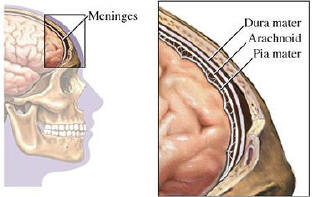 Meninges
Dura mater
Arachnoid
Pia mater